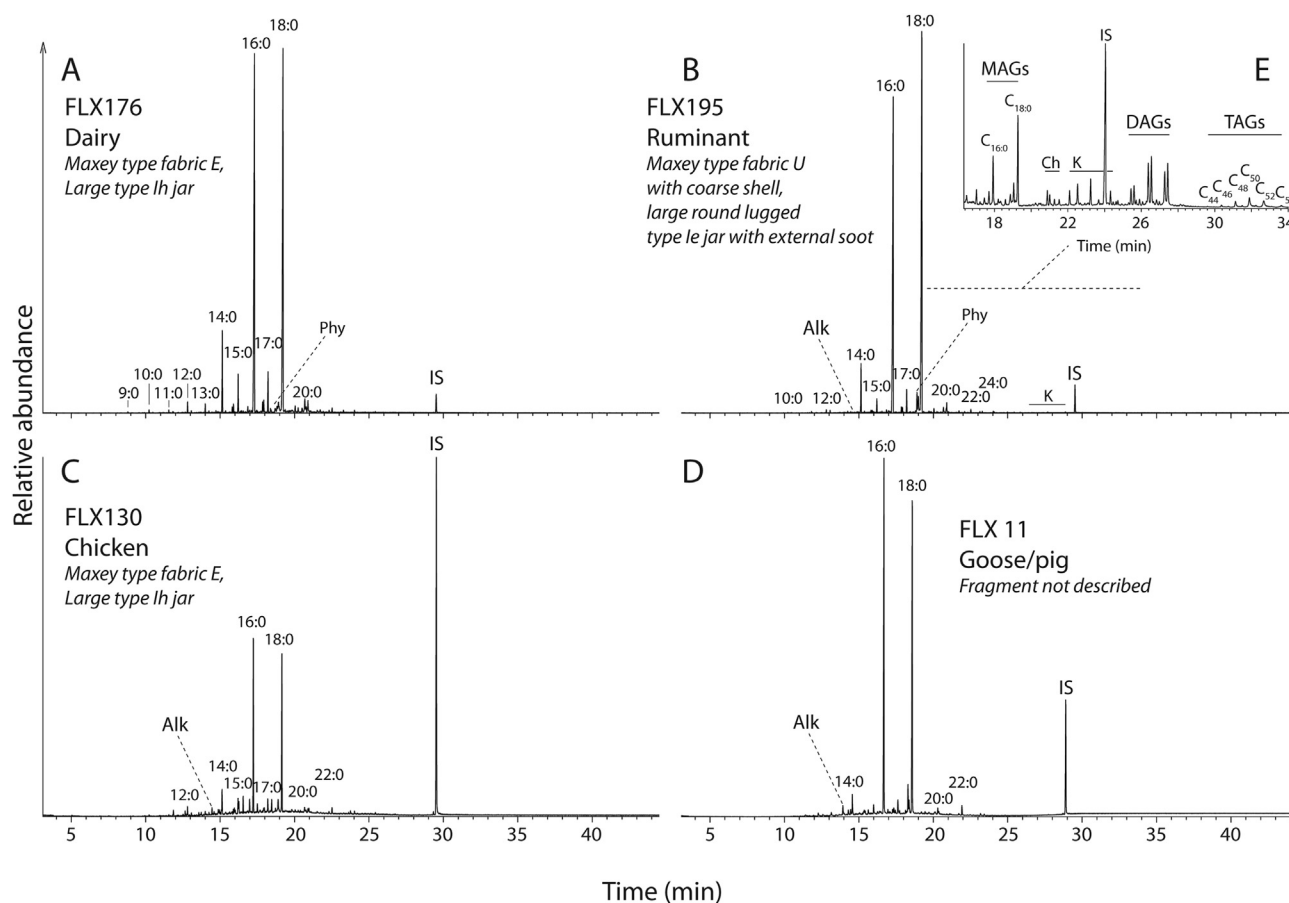 A
FLX176
Dairy
Maxey type fabric E,
Large type Ih jar
18:0
16:0
14:0
15:0
17:0
Phy
9:0
10:0
11:0
12:0
13:0
20:0
IS
B
FLX195
Ruminant
Maxey type fabric U
with coarse shell,
large round lugged
type Ie jar with external soot
18:0
16:0
Alk
14:0
15:0
17:0
Phy
10:0
12:0
20:0
22:0
24:0
K
IS
E
MAGs
C16:0
C18:0
Ch
K
IS
DAGs
TAGs
C44
C46
C48
C50
C52
18 22 26 30 34
Time (min)
Relative abundance
C
FLX130
Chicken
Maxey type fabric E,
Large type Ih jar
16:0
18:0
Alk
12:0
14:0
15:0
17:0
20:0
22:0
IS
5 10 15 20 25 30 35 40
D
FLX 11
Goose/pig
Fragment not described
16:0
18:0
Alk
14:0
20:0
22:0
IS
5 10 15 20 25 30 35 40
Time (min)